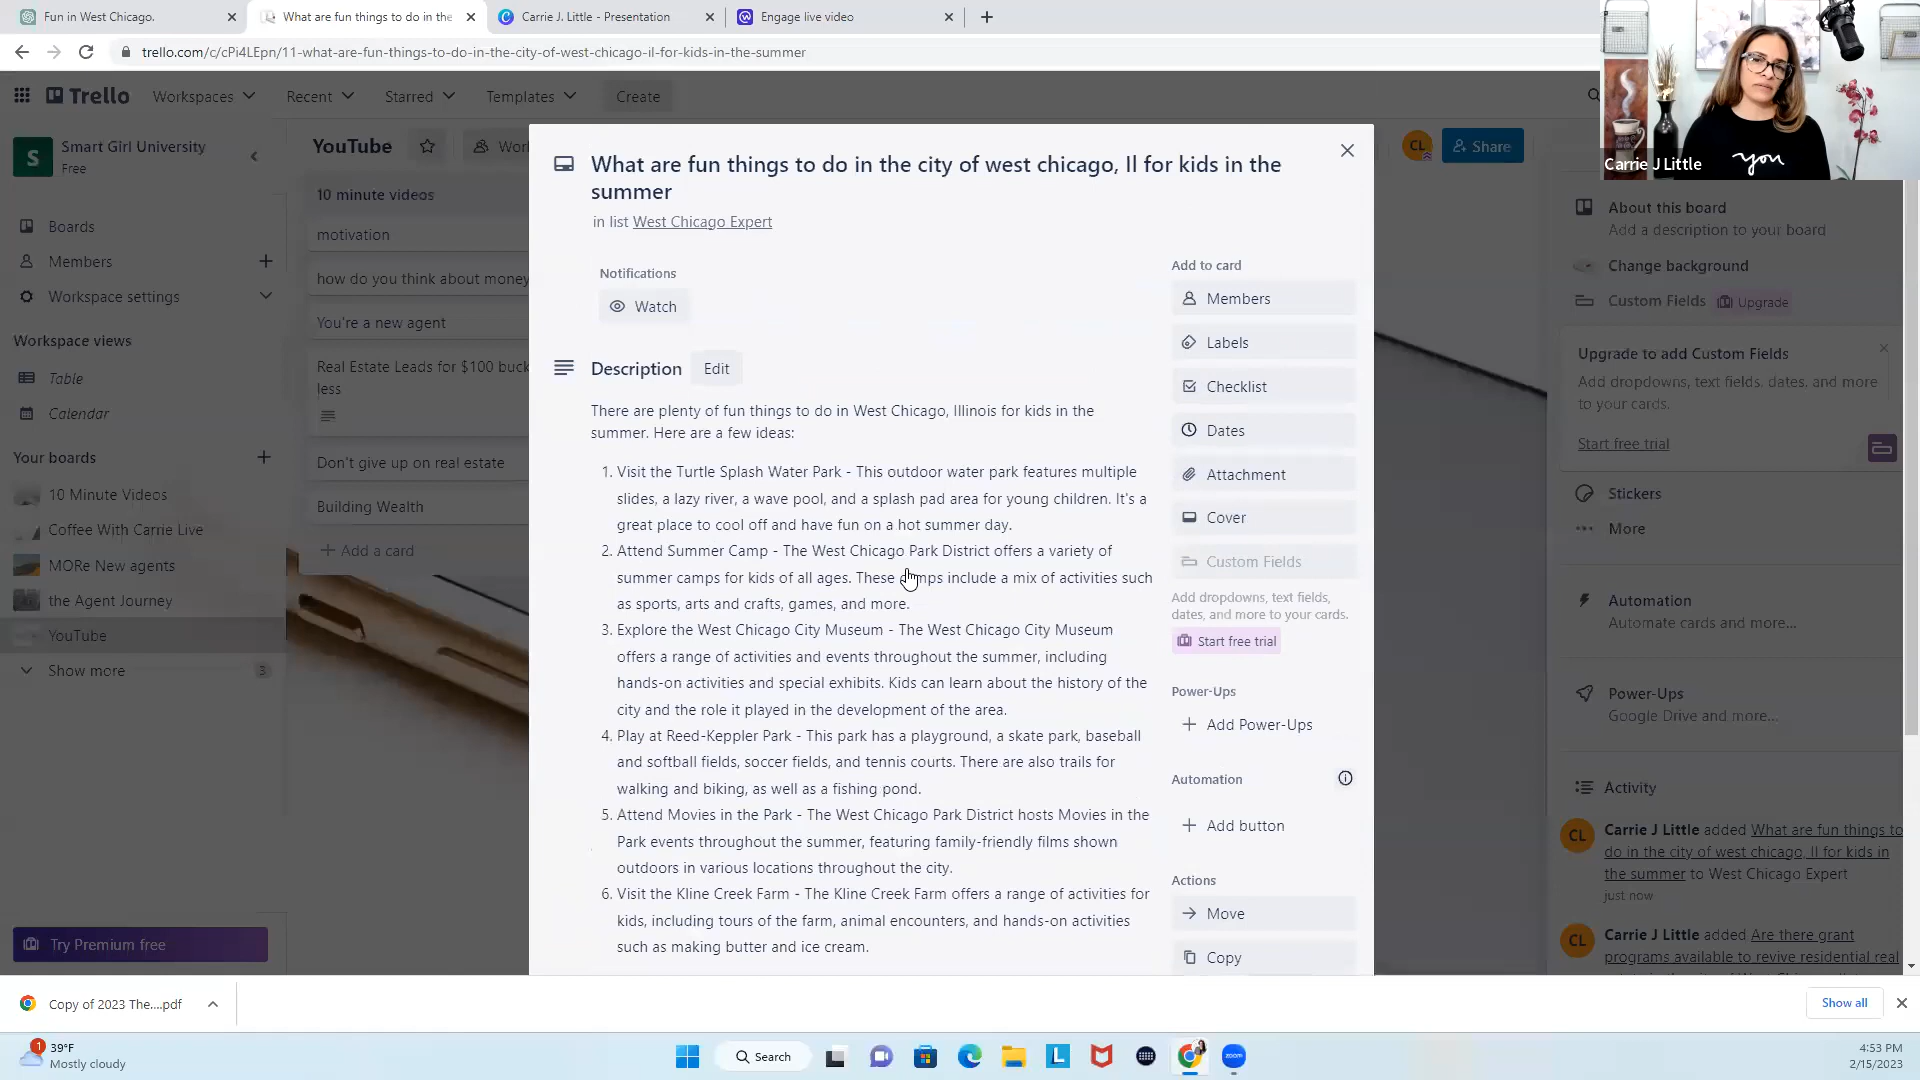 Fun in West Chicago.
What are fun things to do in the
Carrie J. Little - Presentation
Engage live video
trello.com/c/cPi4LEpn/11-what-are-fun-things-to-do-in-the-city-of-west-chicago-il-for-kids-in-the-summer
Trello
Workspaces
Recent
Starred
Templates
Create
you
Carrie J Little
S
Smart Girl University
Free
Boards
Members
Workspace settings
Workspace views
Table
Calendar
Your boards
10 Minute Videos
Coffee With Carrie Live
MORe New agents
the Agent Journey
YouTube
Show more
3
Try Premium free
YouTube
CL
Share
10 minute videos
motivation
how do you think about money
You're a new agent
Real Estate Leads for $100 buck
less
Don't give up on real estate
Building Wealth
+ Add a card
What are fun things to do in the city of west chicago, Il for kids in the
summer
in list West Chicago Expert
Notifications
Watch
Description
Edit
There are plenty of fun things to do in West Chicago, Illinois for kids in the
summer. Here are a few ideas:
1. Visit the Turtle Splash Water Park - This outdoor water park features multiple
slides, a lazy river, a wave pool, and a splash pad area for young children. It's a
great place to cool off and have fun on a hot summer day.
2. Attend Summer Camp - The West Chicago Park District offers a variety of
summer camps for kids of all ages. These camps include a mix of activities such
as sports, arts and crafts, games, and more.
3. Explore the West Chicago City Museum - The West Chicago City Museum
offers a range of activities and events throughout the summer, including
hands-on activities and special exhibits. Kids can learn about the history of the
city and the role it played in the development of the area.
4. Play at Reed-Keppler Park - This park has a playground, a skate park, baseball
and softball fields, soccer fields, and tennis courts. There are also trails for
walking and biking, as well as a fishing pond.
5. Attend Movies in the Park - The West Chicago Park District hosts Movies in the
Park events throughout the summer, featuring family-friendly films shown
outdoors in various locations throughout the city.
6. Visit the Kline Creek Farm - The Kline Creek Farm offers a range of activities for
kids, including tours of the farm, animal encounters, and hands-on activities
such as making butter and ice cream.
Add to card
Members
Labels
Checklist
Dates
Attachment
Cover
Custom Fields
Add dropdowns, text fields,
dates, and more to your cards.
Start free trial
Power-Ups
+ Add Power-Ups
Automation
+ Add button
Actions
Move
Copy
About this board
Add a description to your board
Change background
Custom Fields
Upgrade
Upgrade to add Custom Fields
Add dropdowns, text fields, dates, and more
to your cards.
Start free trial
Stickers
More
Automation
Automate cards and more...
Power-Ups
Google Drive and more...
Activity
CL
Carrie J Little added What are fun things to
do in the city of west chicago, Il for kids in
the summer to West Chicago Expert
just now
CL
Carrie J Little added Are there grant
programs available to revive residential real
Copy of 2023 The....pdf
Show all
1
39°F
Mostly cloudy
Search
L
zoom
4:53 PM
2/15/2023